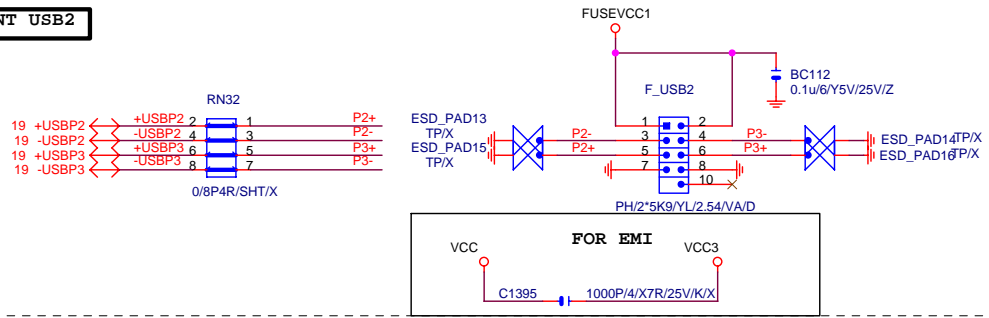 NT USB2
FUSEVCC1
BC112
0.1u/6/Y5V/25V/Z
RN32
F_USB2
19 +USBP2 +USBP2 2 1 P2+
19 -USBP2 -USBP2 4 3 P2-
19 +USBP3 +USBP3 6 5 P3+
19 -USBP3 -USBP3 8 7 P3-
0/8P4R/SHT/X
ESD_PAD13
TP/X
ESD_PAD15
TP/X
1 2
P2- 3 4 P3-
P2+ 5 6 P3+
7 8
10
ESD_PAD14 TP/X
ESD_PAD16 TP/X
PH/2*5K9/YL/2.54/VA/D
FOR EMI
VCC VCC3
C1395 1000P/4/X7R/25V/K/X